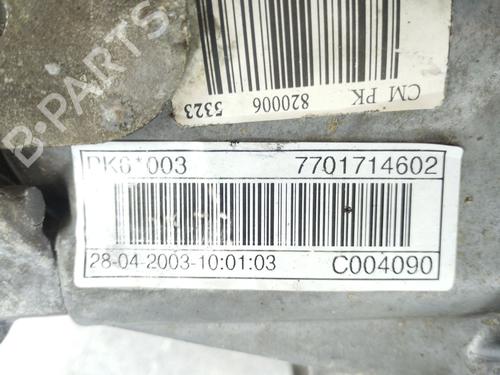 B-PARTS
CM PK
820006
5323
PK6*003 7701714602
28-04-2003-10:01:03 C004090